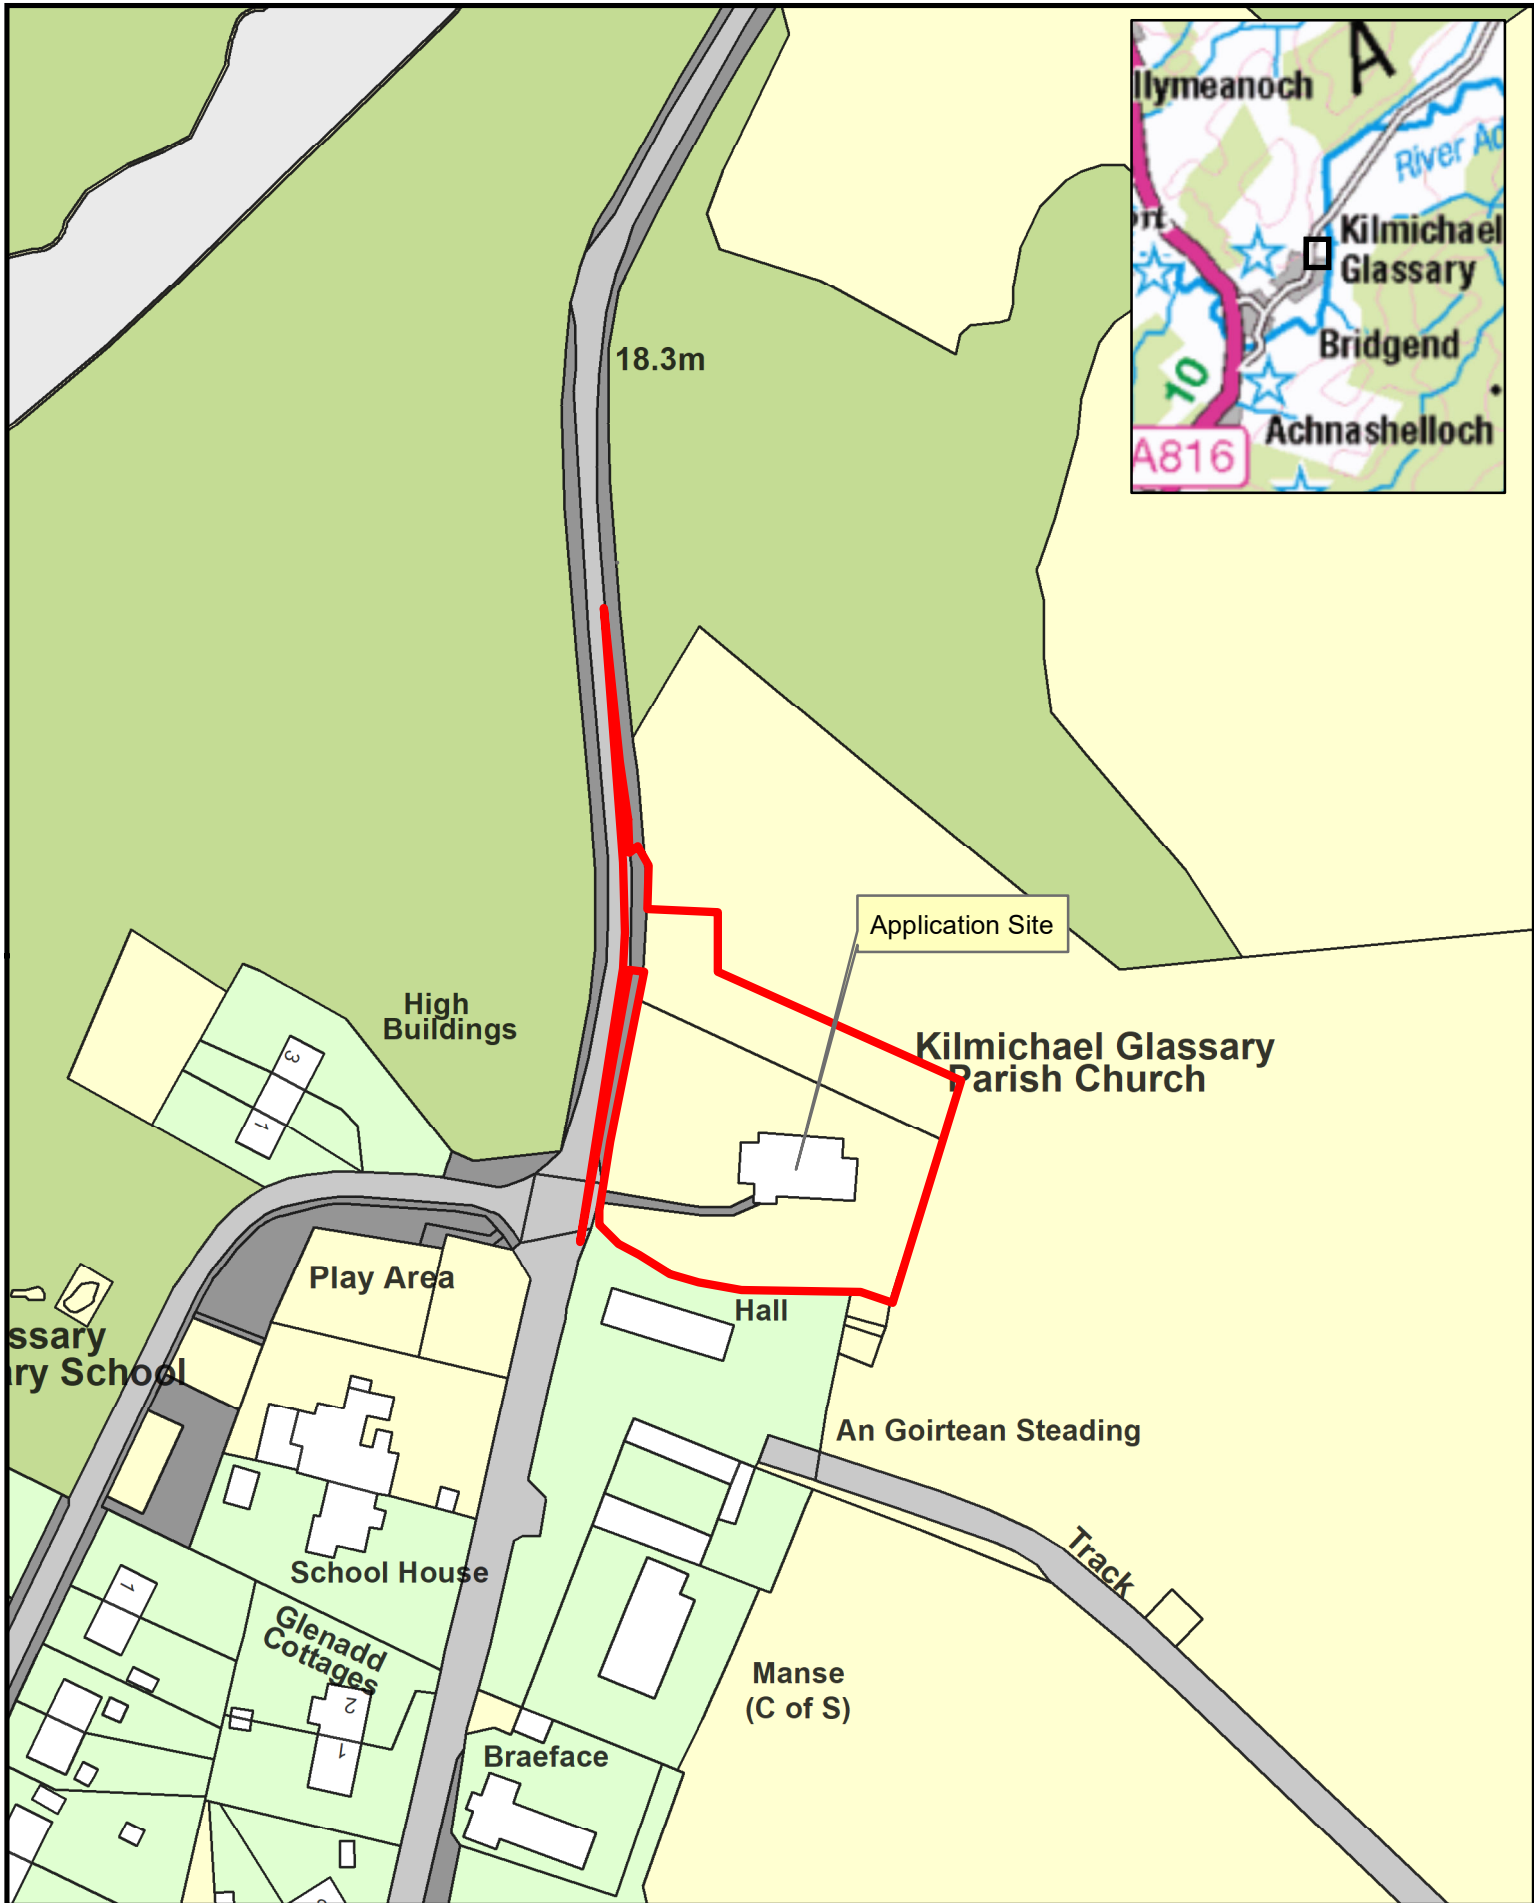 A
llymeanoch
River Ad
ort
Kilmichael
Glassary
Bridgend
10
Achnashelloch
A816
18.3m
Application Site
High
Buildings
Kilmichael Glassary
Parish Church
3
1
Play Area
Hall
ssary
ry School
An Goirtean Steading
Track
School House
1
Glenadd
Cottages
2
1
Manse
(C of S)
Braeface